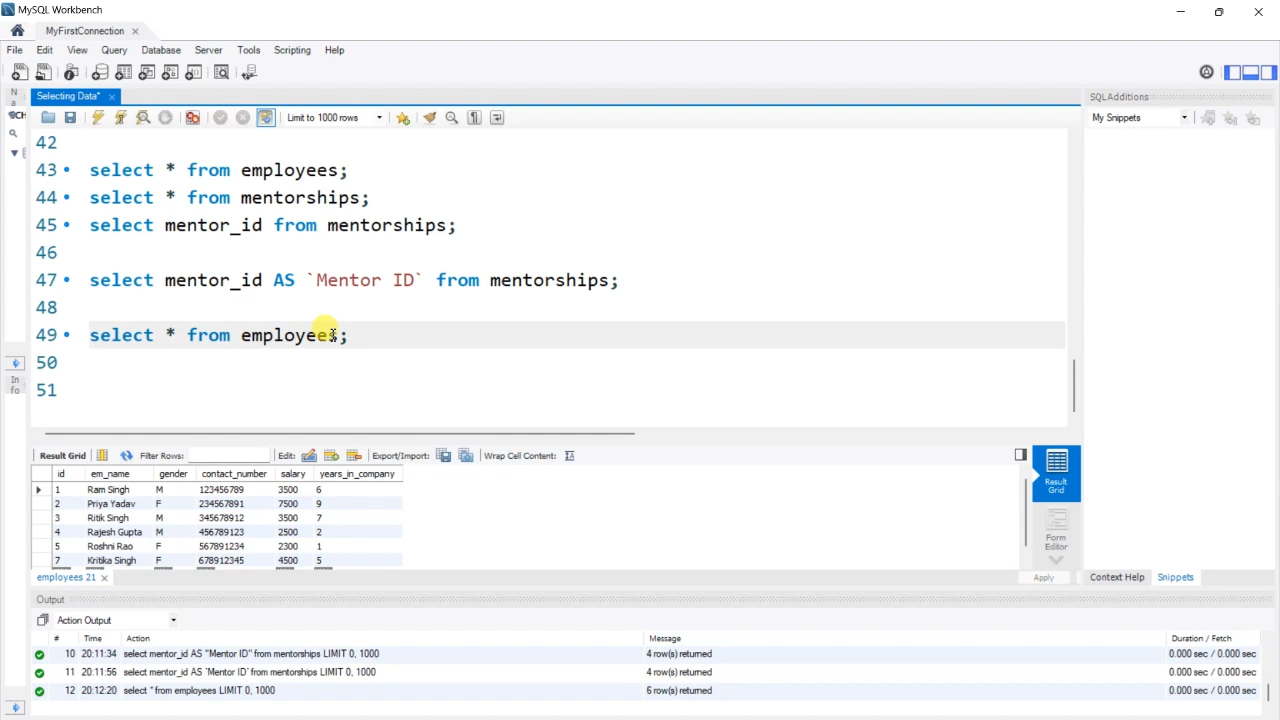 MySQL Workbench
MyFirstConnection
File Edit View Query Database Server Tools Scripting Help
Selecting Data*
SQLAdditions
Limit to 1000 rows
My Snippets
42
43 select * from employees;
44 select * from mentorships;
45 select mentor_id from mentorships;
46
47 select mentor_id AS `Mentor ID` from mentorships;
48
49 select * from employees;
50
51
Result Grid Filter Rows: Edit: Export/Import: Wrap Cell Content:
id em_name gender contact_number salary years_in_company
1 Ram Singh M 123456789 3500 6
2 Priya Yadav F 234567891 7500 9
3 Ritik Singh M 345678912 3500 7
4 Rajesh Gupta M 456789123 2500 2
5 Roshni Rao F 567891234 2300 1
7 Kritika Singh F 678912345 4500 5
Result Grid
Form Editor
employees 21
Apply
Context Help Snippets
Output
Action Output
# Time Action Message Duration / Fetch
10 20:11:34 select mentor_id AS "Mentor ID" from mentorships LIMIT 0, 1000 4 row(s) returned 0.000 sec / 0.000 sec
11 20:11:56 select mentor_id AS `Mentor ID` from mentorships LIMIT 0, 1000 4 row(s) returned 0.000 sec / 0.000 sec
12 20:12:20 select * from employees LIMIT 0, 1000 6 row(s) returned 0.000 sec / 0.000 sec